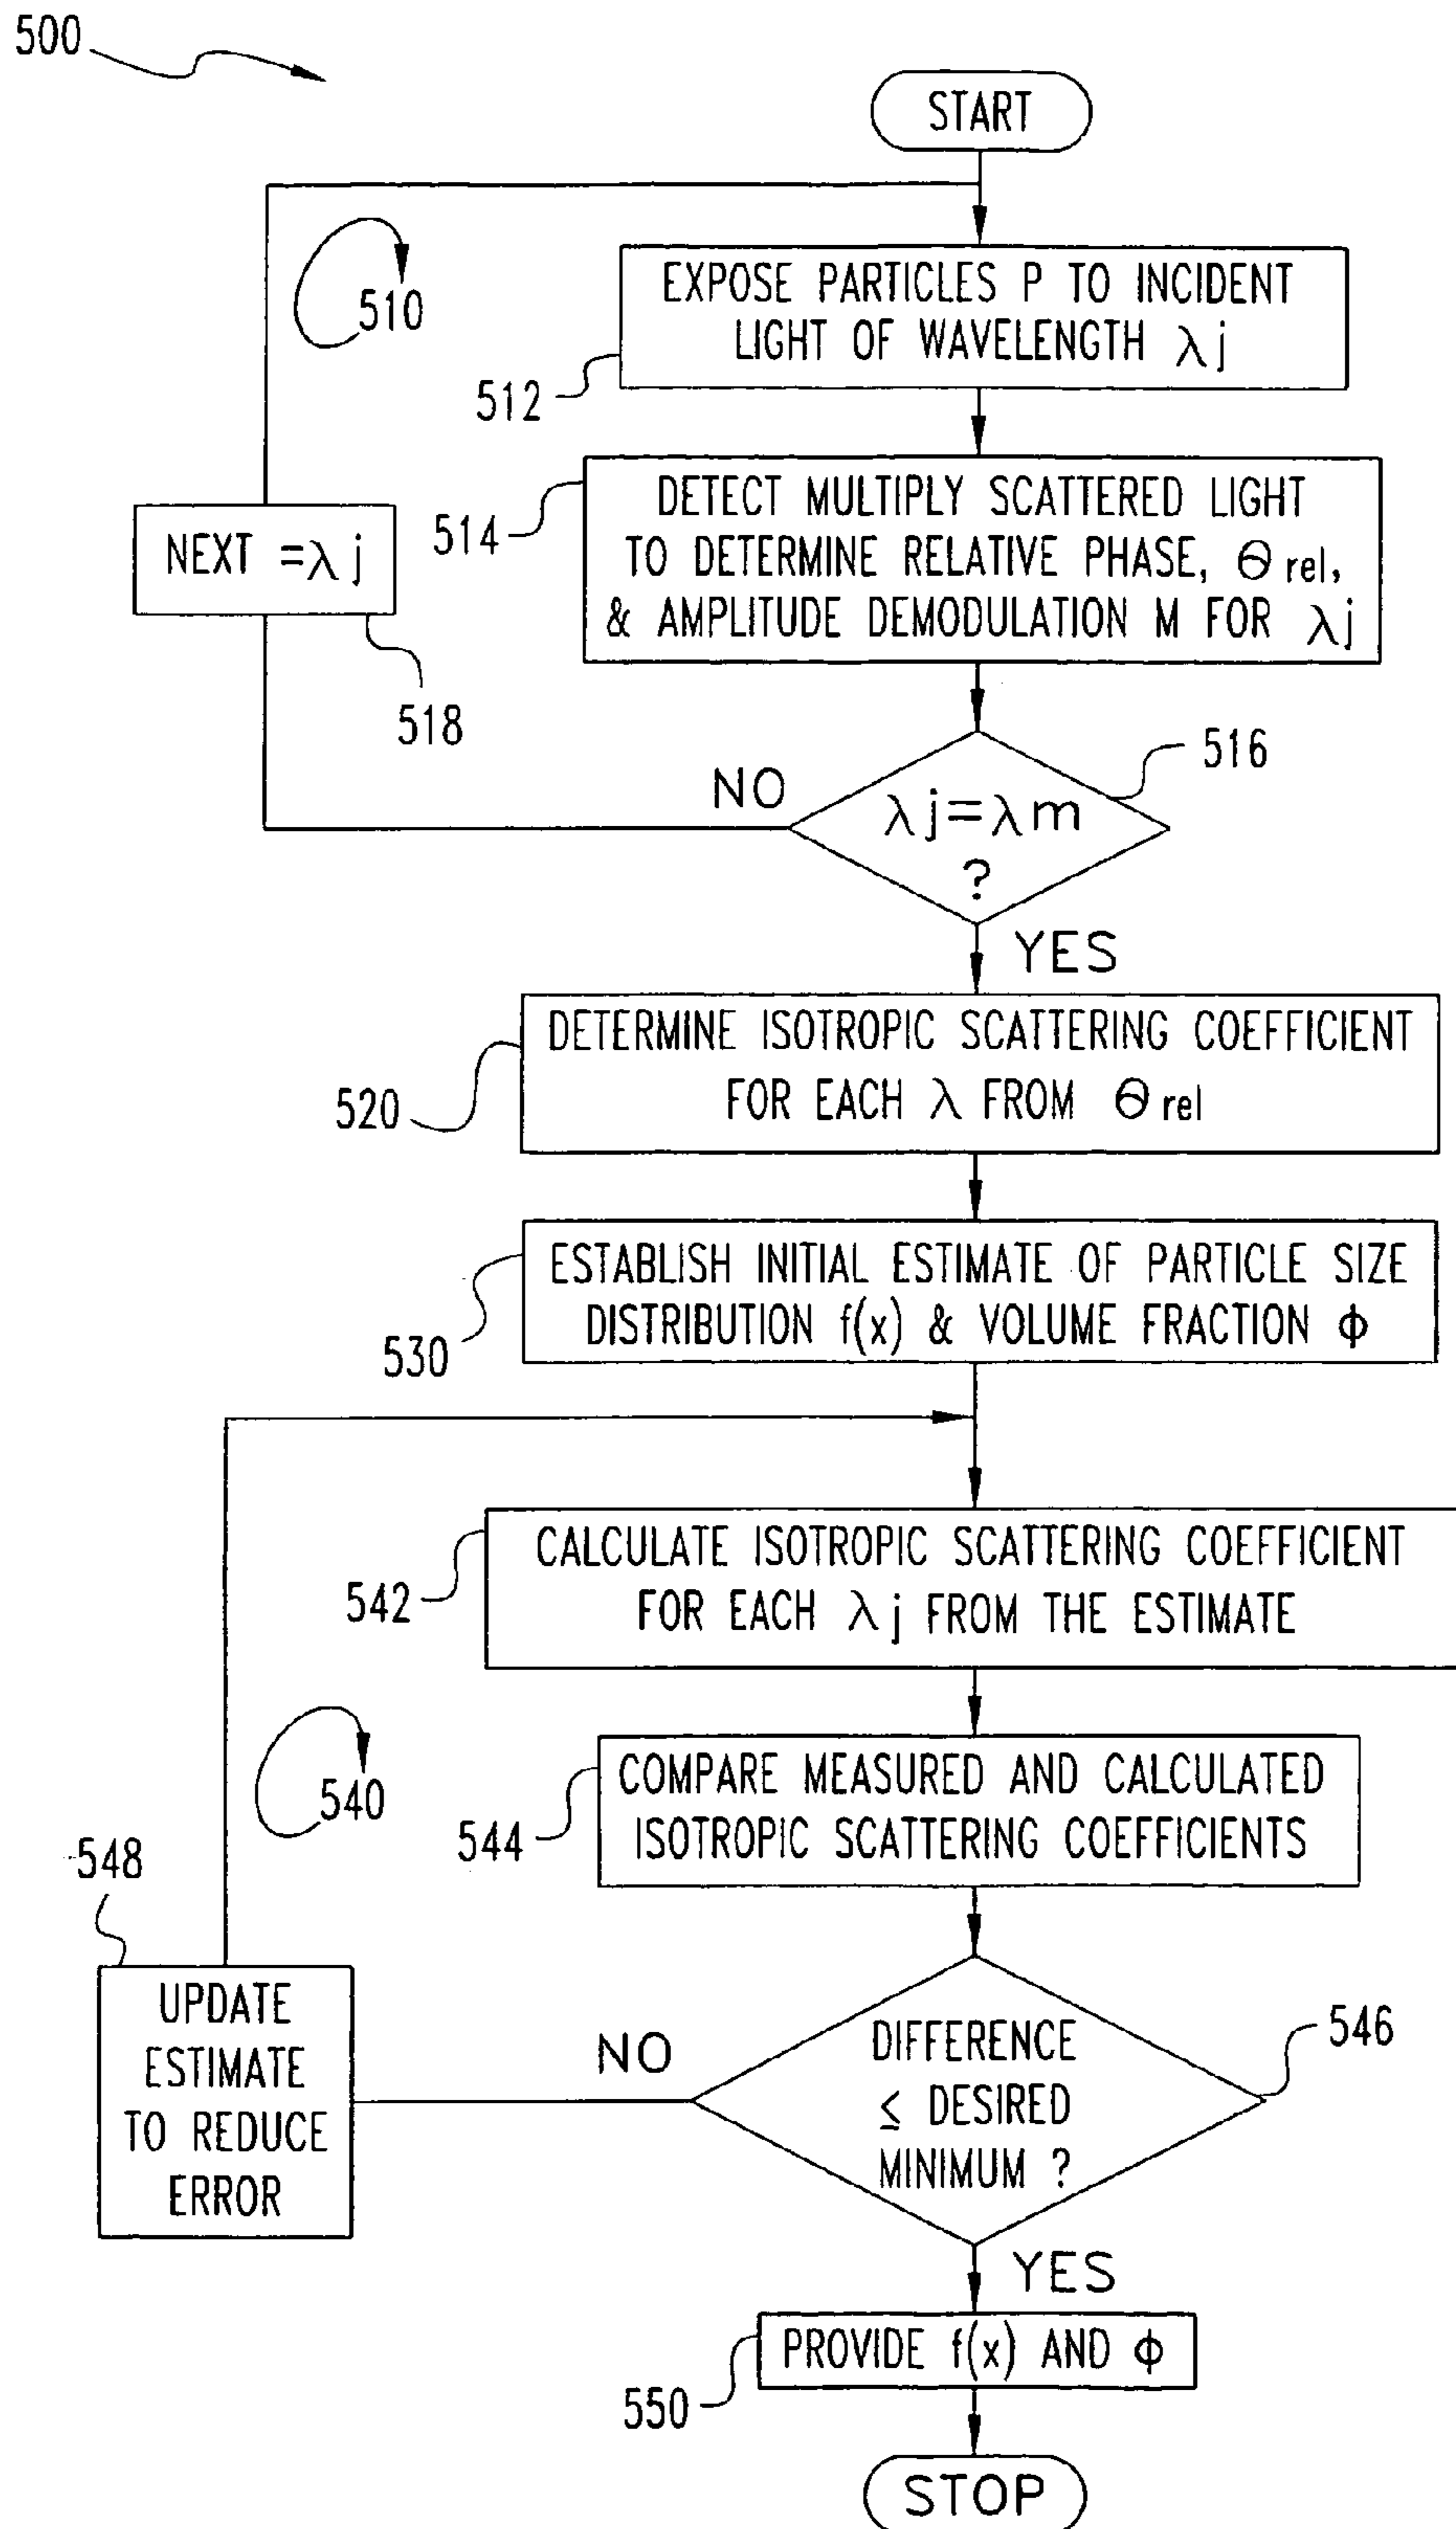 500
START
510
EXPOSE PARTICLES P TO INCIDENT
LIGHT OF WAVELENGTH λj
512
DETECT MULTIPLY SCATTERED LIGHT
TO DETERMINE RELATIVE PHASE, Θrel,
& AMPLITUDE DEMODULATION M FOR λj
514
NEXT =λj
518
516
NO
λj=λm
?
YES
DETERMINE ISOTROPIC SCATTERING COEFFICIENT
FOR EACH λ FROM Θrel
520
ESTABLISH INITIAL ESTIMATE OF PARTICLE SIZE
DISTRIBUTION f(x) & VOLUME FRACTION ϕ
530
CALCULATE ISOTROPIC SCATTERING COEFFICIENT
FOR EACH λj FROM THE ESTIMATE
542
540
COMPARE MEASURED AND CALCULATED
ISOTROPIC SCATTERING COEFFICIENTS
544
548
UPDATE
ESTIMATE
TO REDUCE
ERROR
NO
DIFFERENCE
≤ DESIRED
MINIMUM ?
546
YES
PROVIDE f(x) AND ϕ
550
STOP